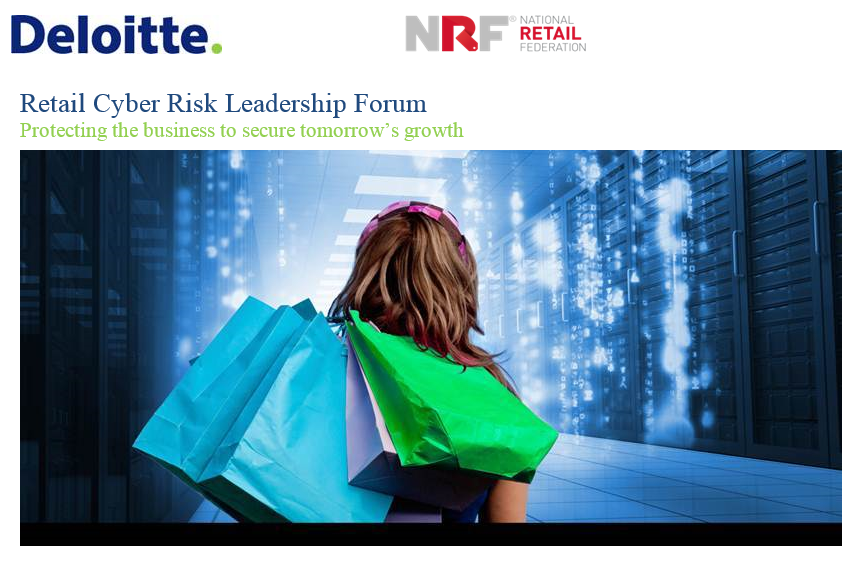 Deloitte.
NRF® NATIONAL
RETAIL
FEDERATION
Retail Cyber Risk Leadership Forum
Protecting the business to secure tomorrow's growth